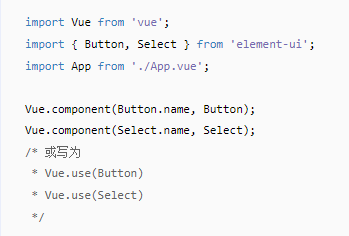 import Vue from 'vue';
import { Button, Select } from 'element-ui';
import App from './App.vue';
Vue.component(Button.name, Button);
Vue.component(Select.name, Select);
/* 或写为
 * Vue.use(Button)
 * Vue.use(Select)
 */